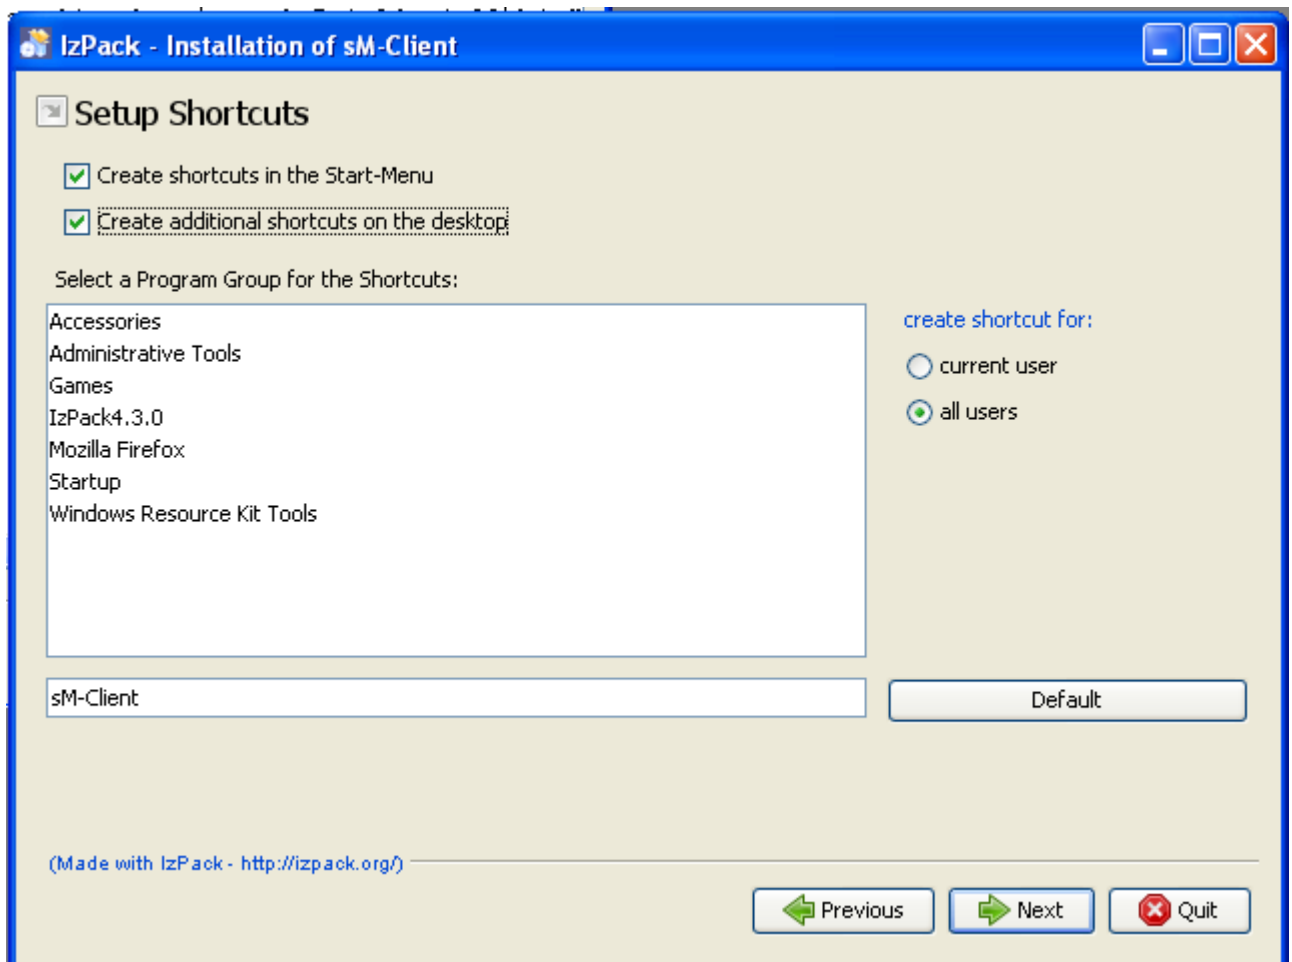 IzPack - Installation of sM-Client
Setup Shortcuts
Create shortcuts in the Start-Menu
Create additional shortcuts on the desktop
Select a Program Group for the Shortcuts:
Accessories
Administrative Tools
Games
IzPack4.3.0
Mozilla Firefox
Startup
Windows Resource Kit Tools
create shortcut for:
current user
all users
sM-Client
Default
(Made with IzPack - http://izpack.org/)
Previous
Next
Quit